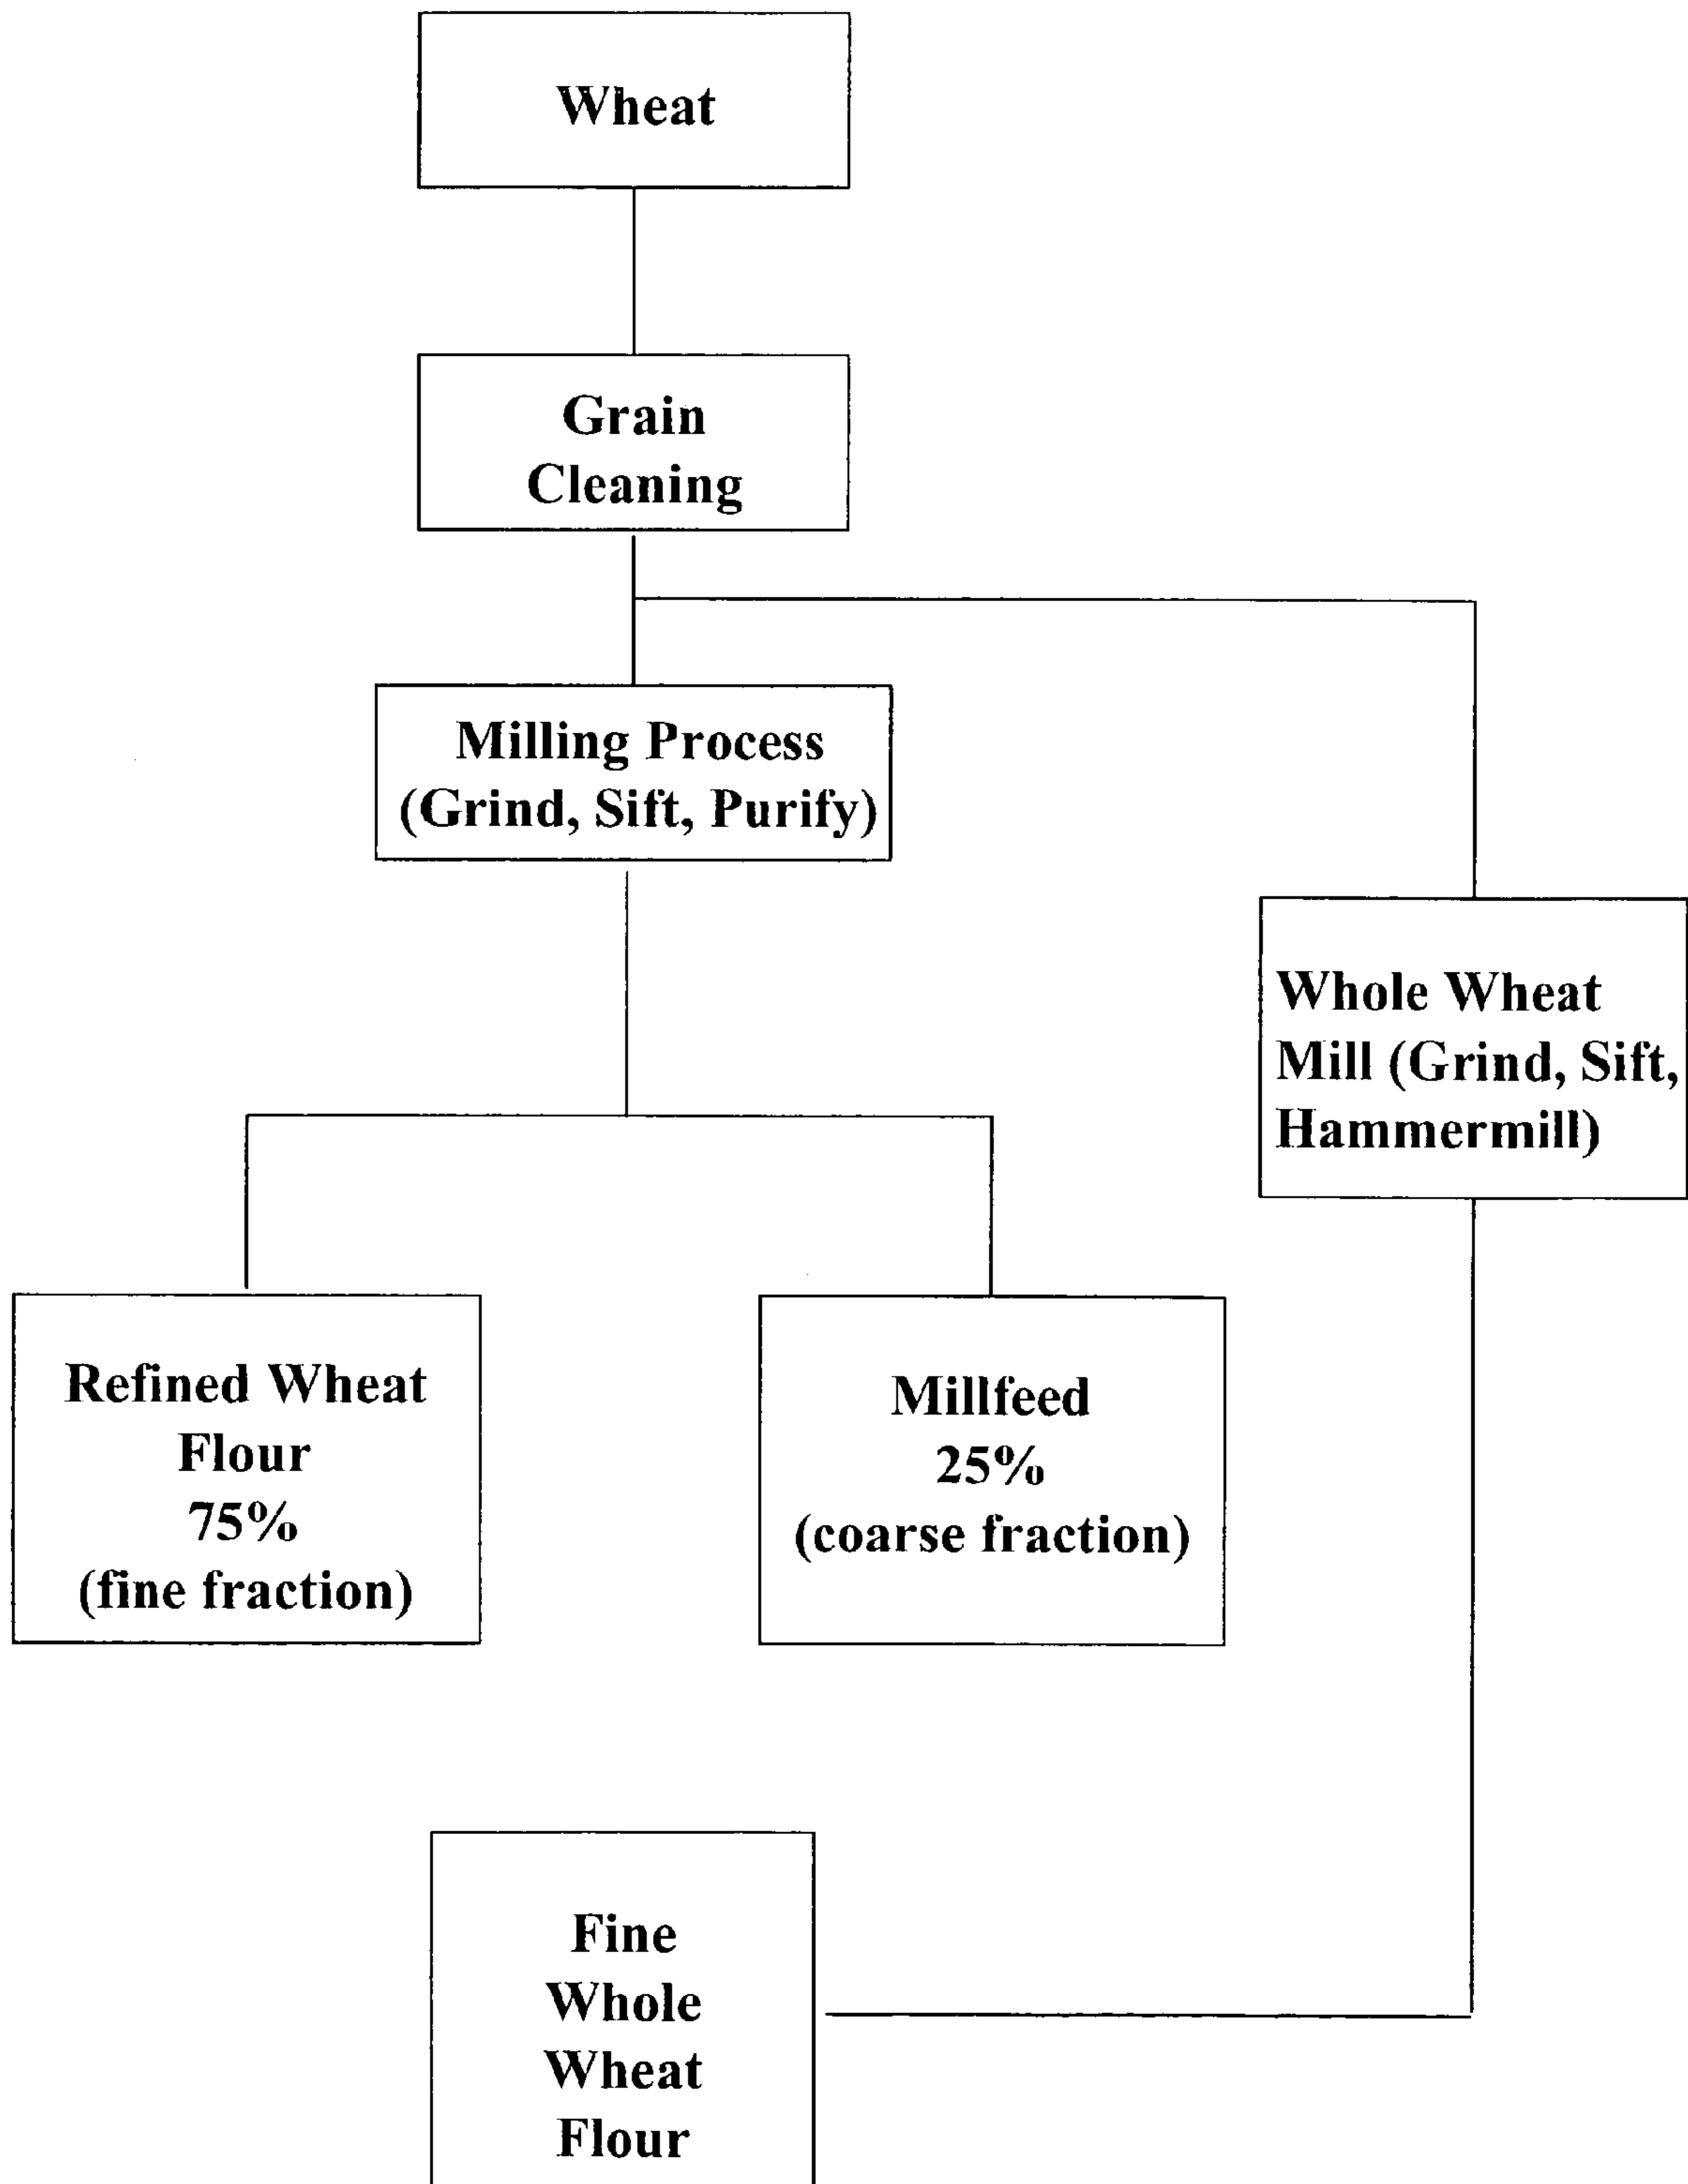 Wheat
Grain
Cleaning
Milling Process
(Grind, Sift, Purify)
Whole Wheat
Mill (Grind, Sift,
Hammermill)
Refined Wheat
Flour
75%
(fine fraction)
Millfeed
25%
(coarse fraction)
Fine
Whole
Wheat
Flour